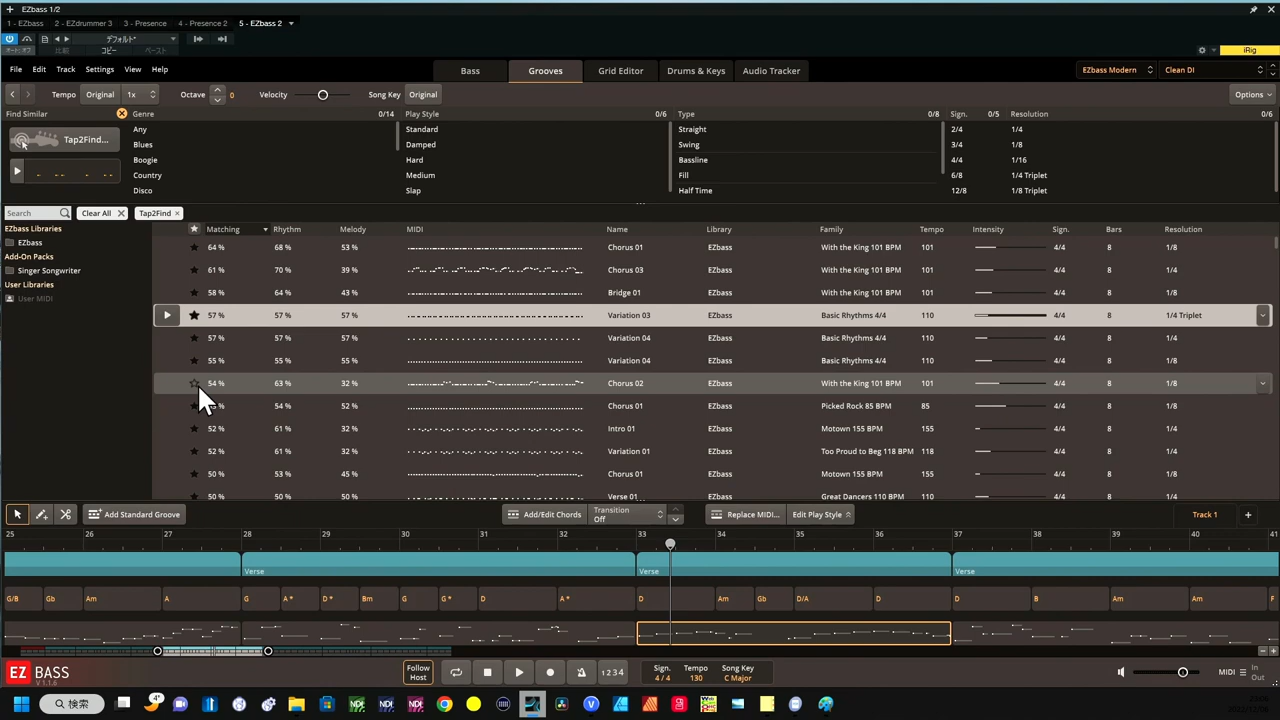 EZbass 1/2
1 - EZbass 2 - EZdrummer 3 3 - Presence 4 - Presence 2 5 - EZbass 2
デフォルト*
オート:オフ 比較 コピー ペースト iRig
File Edit Track Settings View Help Bass Grooves Grid Editor Drums & Keys Audio Tracker EZbass Modern Clean DI
Tempo Original 1x Octave 0 Velocity Song Key Original Options
Find Similar Genre 0/14 Play Style 0/6 Type 0/8 Sign. 0/5 Resolution 0/6
Tap2Find... Any Standard Straight 2/4 1/4
Blues Damped Swing 3/4 1/8
Boogie Hard Bassline 4/4 1/16
Country Medium Fill 6/8 1/4 Triplet
Disco Slap Half Time 12/8 1/8 Triplet
Search Clear All Tap2Find
EZbass Libraries Matching Rhythm Melody MIDI Name Library Family Tempo Intensity Sign. Bars Resolution
EZbass 64 % 68 % 53 % Chorus 01 EZbass With the King 101 BPM 101 4/4 8 1/8
Add-On Packs
Singer Songwriter 61 % 70 % 39 % Chorus 03 EZbass With the King 101 BPM 101 4/4 8 1/4
User Libraries
User MIDI 58 % 64 % 43 % Bridge 01 EZbass With the King 101 BPM 101 4/4 8 1/8
57 % 57 % 57 % Variation 03 EZbass Basic Rhythms 4/4 110 4/4 8 1/4 Triplet
57 % 57 % 57 % Variation 04 EZbass Basic Rhythms 4/4 110 4/4 8 1/4
55 % 55 % 55 % Variation 04 EZbass Basic Rhythms 4/4 110 4/4 8 1/8
54 % 63 % 32 % Chorus 02 EZbass With the King 101 BPM 101 4/4 8 1/8
% 54 % 52 % Chorus 01 EZbass Picked Rock 85 BPM 85 4/4 8 1/8
52 % 61 % 32 % Intro 01 EZbass Motown 155 BPM 155 4/4 8 1/4
52 % 61 % 32 % Variation 01 EZbass Too Proud to Beg 118 BPM 118 4/4 8 1/4
50 % 53 % 45 % Chorus 01 EZbass Motown 155 BPM 155 4/4 8 1/8
50 % 50 % 50 % Verse 01 EZbass Great Dancers 110 BPM 110 4/4 8 1/4
Add Standard Groove Add/Edit Chords Transition Off Replace MIDI... Edit Play Style Track 1 +
25 26 27 28 29 30 31 32 33 34 35 36 37 38 39 40 41
Verse Verse Verse
G/B Gb Am A G A * D * Bm G G * D A * D Am Gb D/A D D B Am Am F
EZ BASS V 1.1.6 Follow Host 1 2 3 4 Sign. 4 / 4 Tempo 130 Song Key C Major MIDI In Out
検索 4° NDI NDI NDI